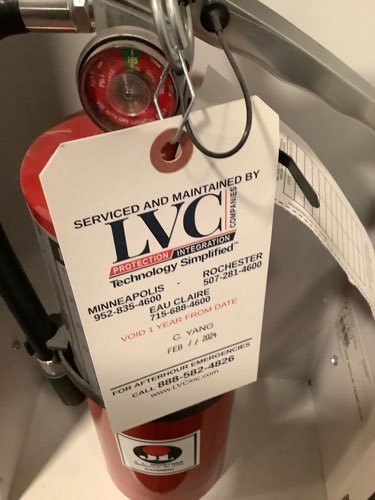 SERVICED AND MAINTAINED BY
LVC
COMPANIES
PROTECTION INTEGRATION
Technology Simplified™
MINNEAPOLIS
952-835-4600
ROCHESTER
507-281-4600
EAU CLAIRE
715-688-4600
VOID 1 YEAR FROM DATE
C. YANG
FEB / / 2024
FOR AFTERHOUR EMERGENCIES
CALL 888-582-4826
www.LVCinc.com
COSMIC